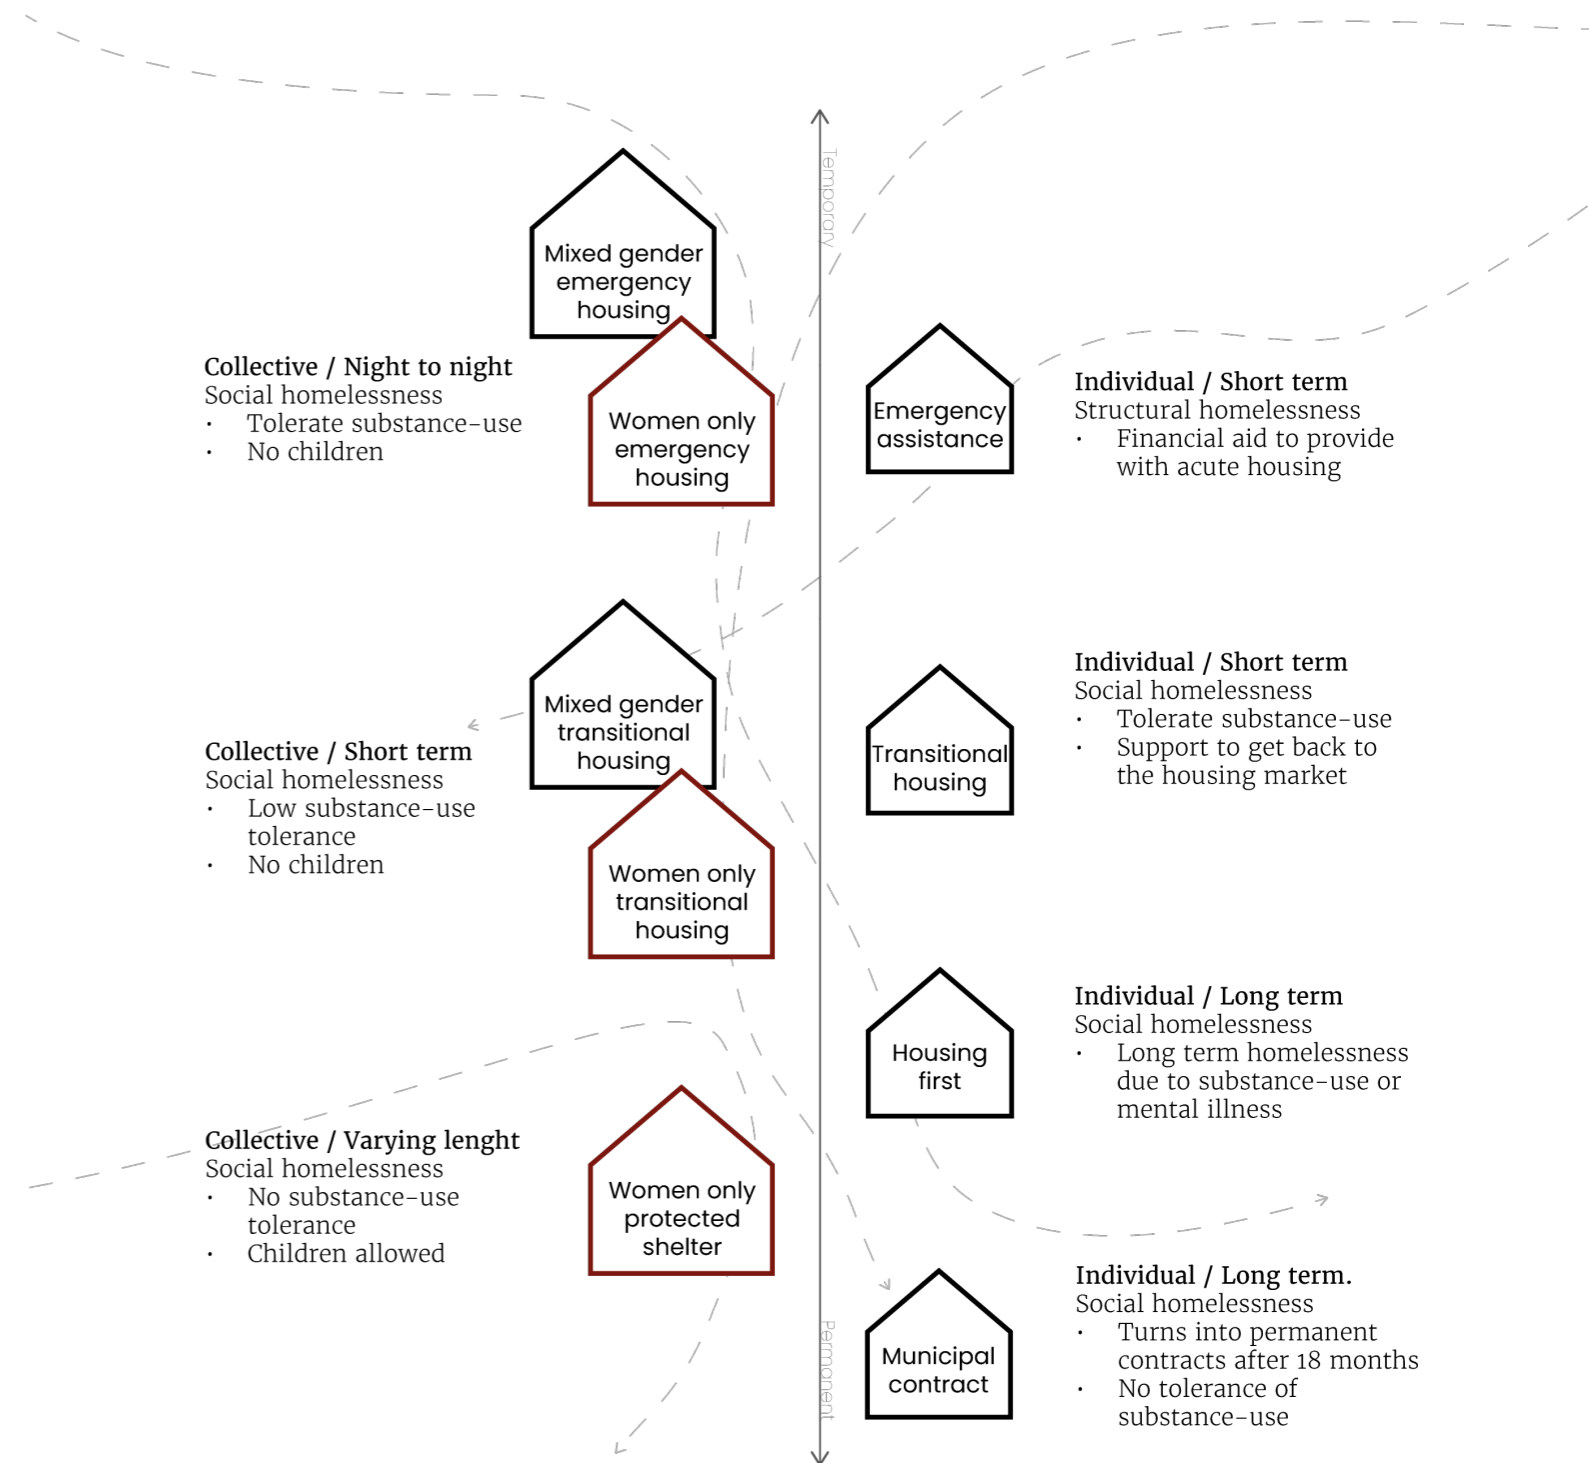 Temporary
Mixed gender
emergency
housing
Women only
emergency
housing
Collective / Night to night
Social homelessness
• Tolerate substance-use
• No children
Emergency
assistance
Individual / Short term
Structural homelessness
• Financial aid to provide
with acute housing
Mixed gender
transitional
housing
Women only
transitional
housing
Collective / Short term
Social homelessness
• Low substance-use
tolerance
• No children
Transitional
housing
Individual / Short term
Social homelessness
• Tolerate substance-use
• Support to get back to
the housing market
Housing
first
Individual / Long term
Social homelessness
• Long term homelessness
due to substance-use or
mental illness
Women only
protected
shelter
Collective / Varying lenght
Social homelessness
• No substance-use
tolerance
• Children allowed
Municipal
contract
Individual / Long term.
Social homelessness
• Turns into permanent
contracts after 18 months
• No tolerance of
substance-use
Permanent